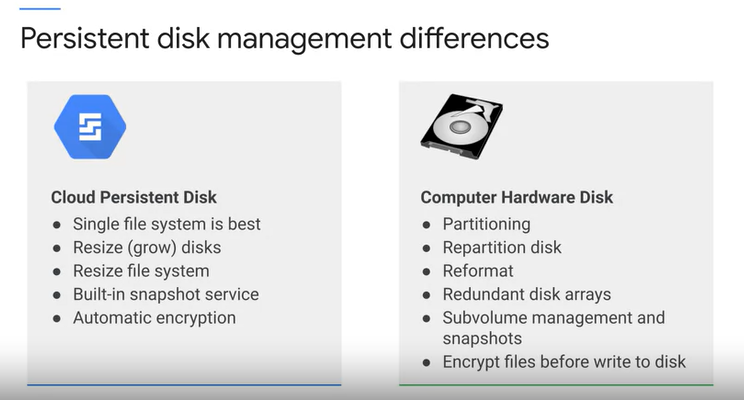 Persistent disk management differences
Cloud Persistent Disk
● Single file system is best
● Resize (grow) disks
● Resize file system
● Built-in snapshot service
● Automatic encryption
Computer Hardware Disk
● Partitioning
● Repartition disk
● Reformat
● Redundant disk arrays
● Subvolume management and
snapshots
● Encrypt files before write to disk